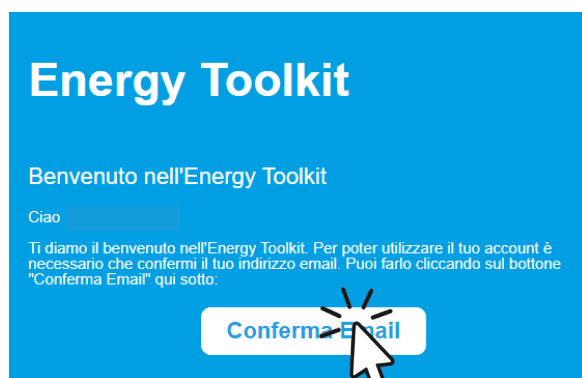 Energy Toolkit
Benvenuto nell'Energy Toolkit
Ciao
Ti diamo il benvenuto nell'Energy Toolkit. Per poter utilizzare il tuo account è
necessario che confermi il tuo indirizzo email. Puoi farlo cliccando sul bottone
"Conferma Email" qui sotto:
Conferma Email